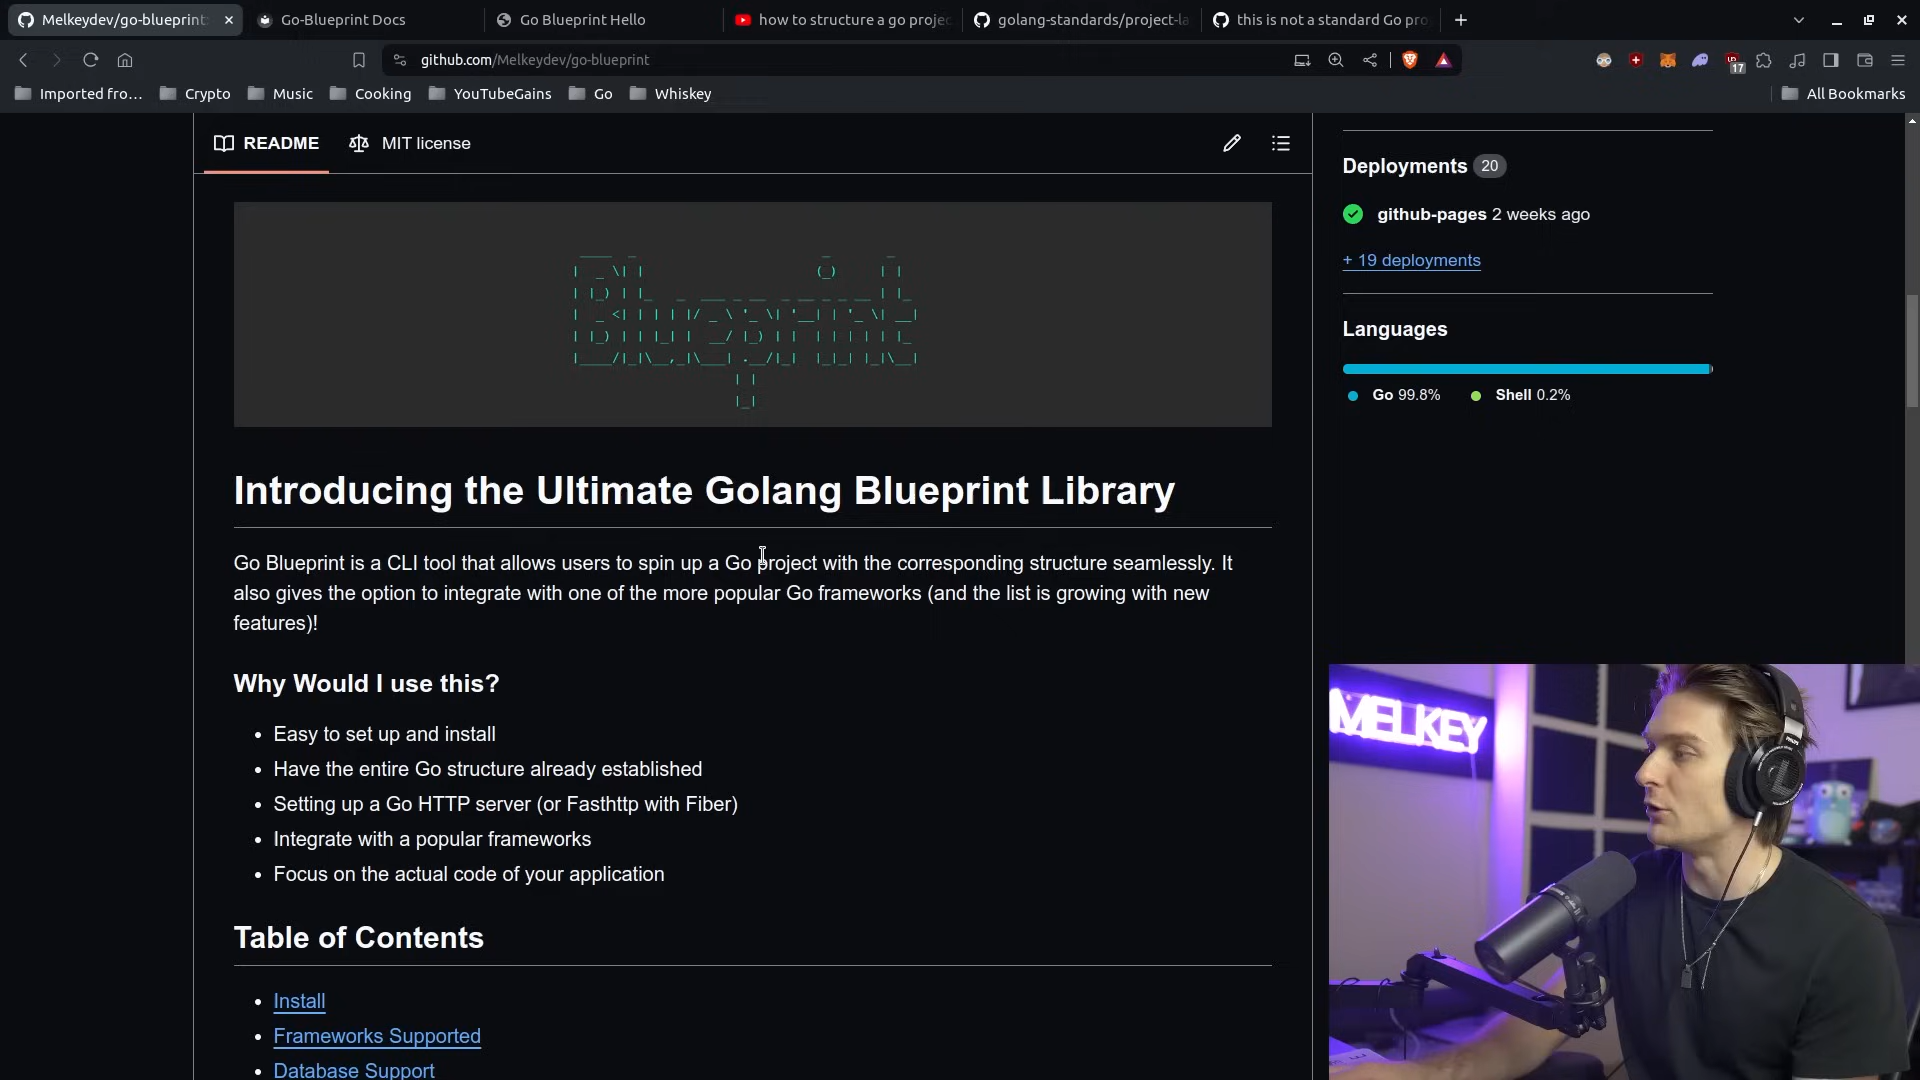 Melkeydev/go-blueprint
Go-Blueprint Docs
Go Blueprint Hello
how to structure a go projec
golang-standards/project-la
this is not a standard Go pro
github.com/Melkeydev/go-blueprint
17
Imported fro...
Crypto
Music
Cooking
YouTubeGains
Go
Whiskey
All Bookmarks
README
MIT license
Introducing the Ultimate Golang Blueprint Library
Go Blueprint is a CLI tool that allows users to spin up a Go project with the corresponding structure seamlessly. It
also gives the option to integrate with one of the more popular Go frameworks (and the list is growing with new
features)!
Why Would I use this?
Easy to set up and install
Have the entire Go structure already established
Setting up a Go HTTP server (or Fasthttp with Fiber)
Integrate with a popular frameworks
Focus on the actual code of your application
Table of Contents
Install
Frameworks Supported
Database Support
Deployments 20
github-pages 2 weeks ago
+ 19 deployments
Languages
Go 99.8%
Shell 0.2%
MELKEY